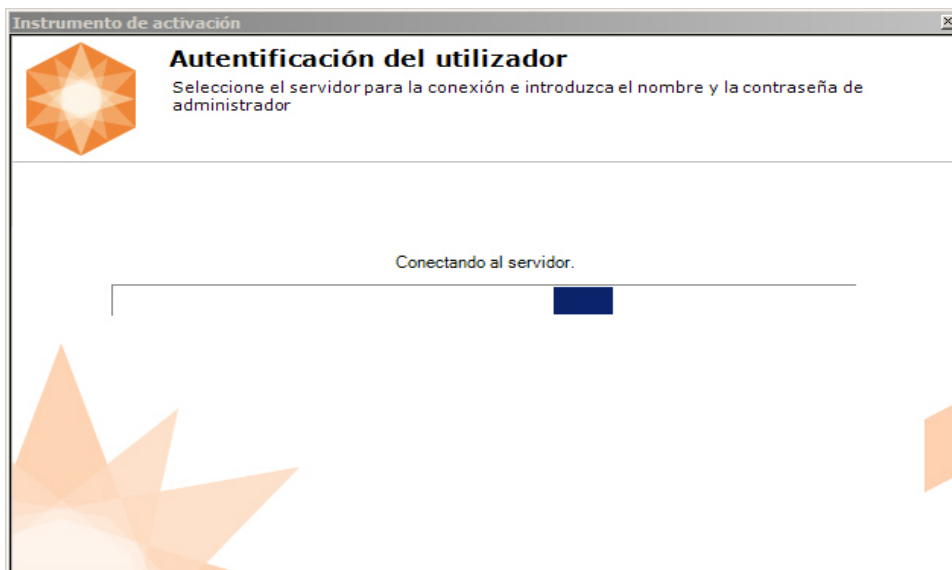 Instrumento de activación
Autentificación del utilizador
Seleccione el servidor para la conexión e introduzca el nombre y la contraseña de
administrador
Conectando al servidor.